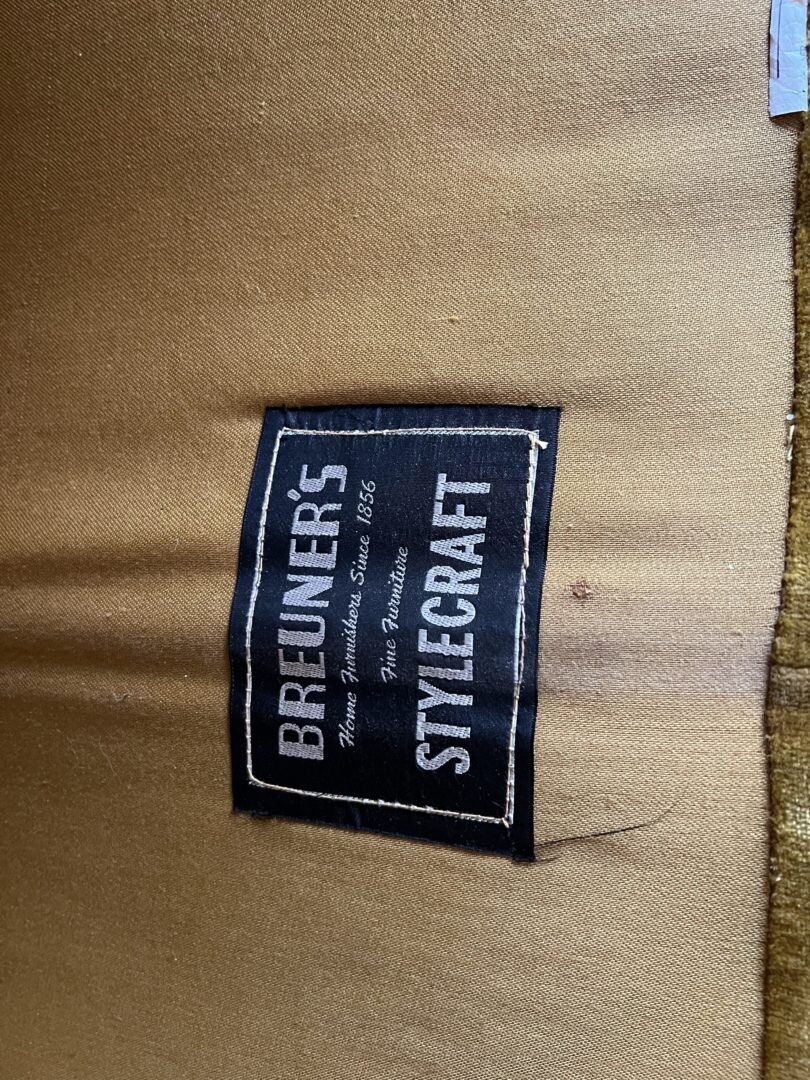 BREUNER'S
Home Furnishers Since 1856
Fine Furniture
STYLECRAFT